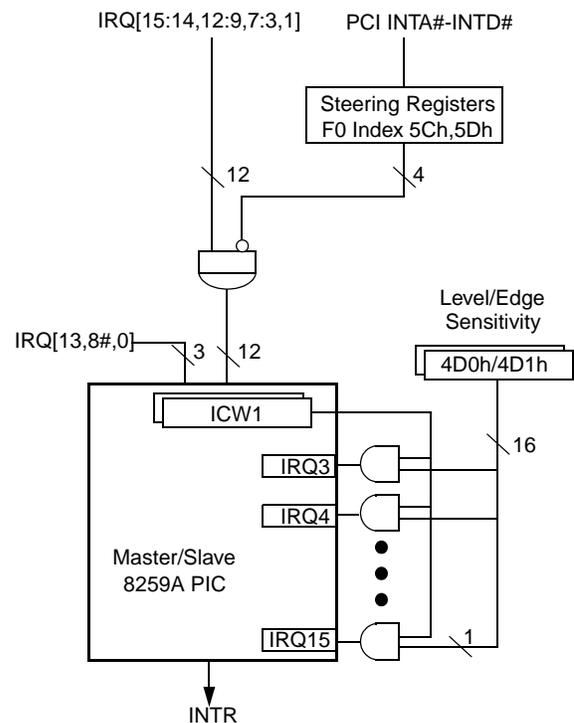 IRQ[15:14,12:9,7:3,1]
PCI INTA#-INTD#
Steering Registers
F0 Index 5Ch,5Dh
12
4
Level/Edge
Sensitivity
4D0h/4D1h
IRQ[13,8#,0]
3
12
ICW1
16
IRQ3
IRQ4
Master/Slave
8259A PIC
IRQ15
1
INTR